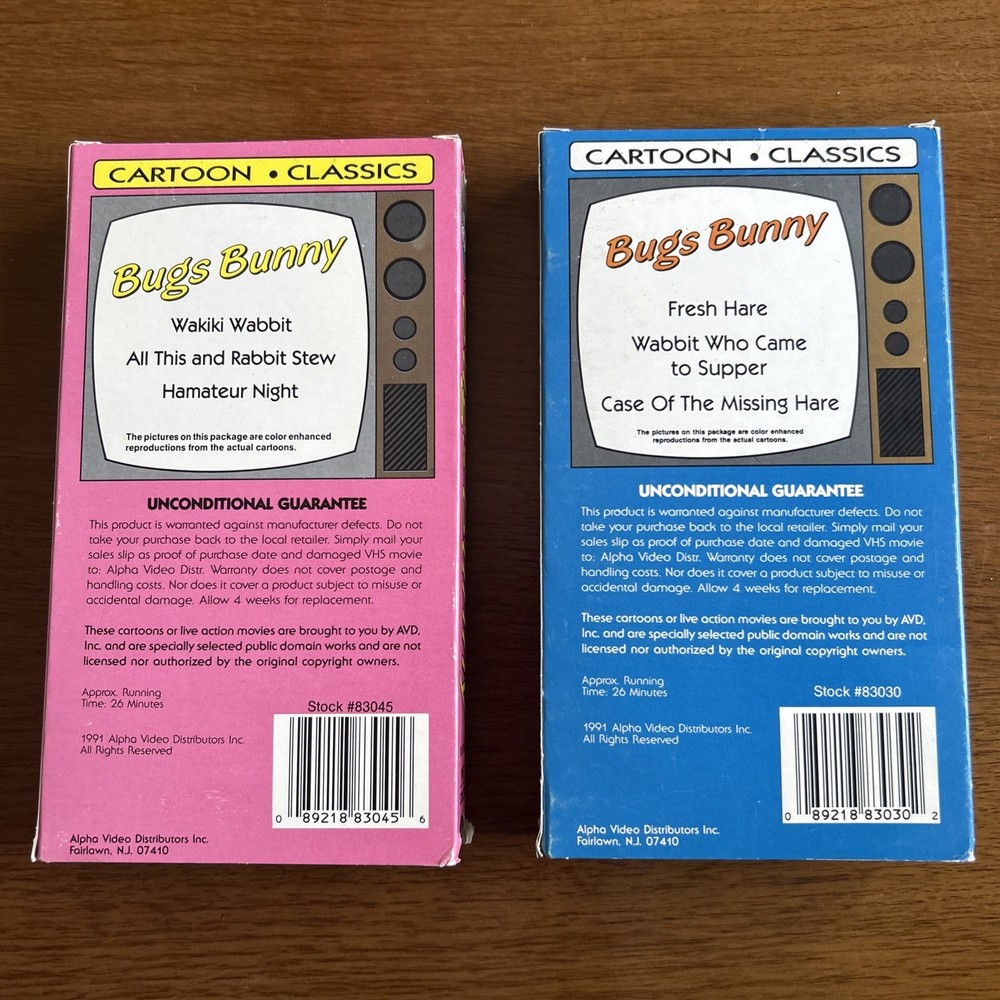 CARTOON • CLASSICS
Bugs Bunny
Wakiki Wabbit
All This and Rabbit Stew
Hamateur Night
The pictures on this package are color enhanced
reproductions from the actual cartoons.
UNCONDITIONAL GUARANTEE
This product is warranted against manufacturer defects. Do not
take your purchase back to the local retailer. Simply mail your
sales slip as proof of purchase date and damaged VHS movie
to: Alpha Video Distr. Warranty does not cover postage and
handling costs. Nor does it cover a product subject to misuse or
accidental damage. Allow 4 weeks for replacement.
These cartoons or live action movies are brought to you by AVD,
Inc. and are specially selected public domain works and are not
licensed nor authorized by the original copyright owners.
Approx. Running
Time: 26 Minutes
Stock #83045
1991 Alpha Video Distributors Inc.
All Rights Reserved
0 89218 83045 6
Alpha Video Distributors Inc.
Fairlawn, N.J. 07410
CARTOON • CLASSICS
Bugs Bunny
Fresh Hare
Wabbit Who Came
to Supper
Case Of The Missing Hare
The pictures on this package are color enhanced
reproductions from the actual cartoons.
UNCONDITIONAL GUARANTEE
This product is warranted against manufacturer defects. Do not
take your purchase back to the local retailer. Simply mail your
sales slip as proof of purchase date and damaged VHS movie
to: Alpha Video Distr. Warranty does not cover postage and
handling costs. Nor does it cover a product subject to misuse or
accidental damage. Allow 4 weeks for replacement.
These cartoons or live action movies are brought to you by AVD,
Inc. and are specially selected public domain works and are not
licensed nor authorized by the original copyright owners.
Approx. Running
Time: 26 Minutes
Stock #83030
1991 Alpha Video Distributors Inc.
All Rights Reserved
0 89218 83030 2
Alpha Video Distributors Inc.
Fairlawn, N.J. 07410